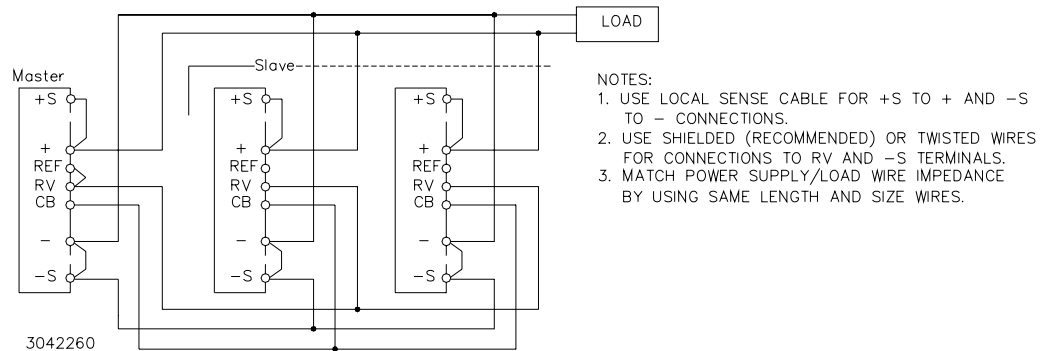 LOAD
Slave
Master
+S
+
REF
RV
CB
-
-S
+S
+
REF
RV
CB
-
-S
+S
+
REF
RV
CB
-
-S
NOTES:
1. USE LOCAL SENSE CABLE FOR +S TO + AND -S
TO - CONNECTIONS.
2. USE SHIELDED (RECOMMENDED) OR TWISTED WIRES
FOR CONNECTIONS TO RV AND -S TERMINALS.
3. MATCH POWER SUPPLY/LOAD WIRE IMPEDANCE
BY USING SAME LENGTH AND SIZE WIRES.
3042260